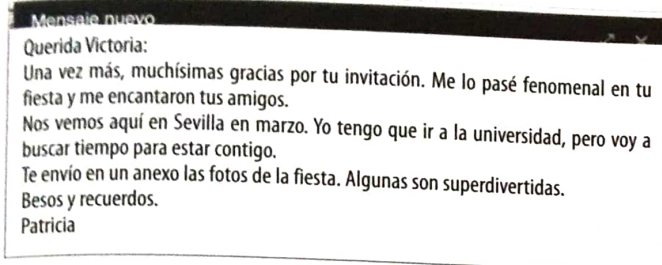 Mensaje nuevo
Querida Victoria:
Una vez más, muchísimas gracias por tu invitación. Me lo pasé fenomenal en tu
fiesta y me encantaron tus amigos.
Nos vemos aquí en Sevilla en marzo. Yo tengo que ir a la universidad, pero voy a
buscar tiempo para estar contigo.
Te envío en un anexo las fotos de la fiesta. Algunas son superdivertidas.
Besos y recuerdos.
Patricia